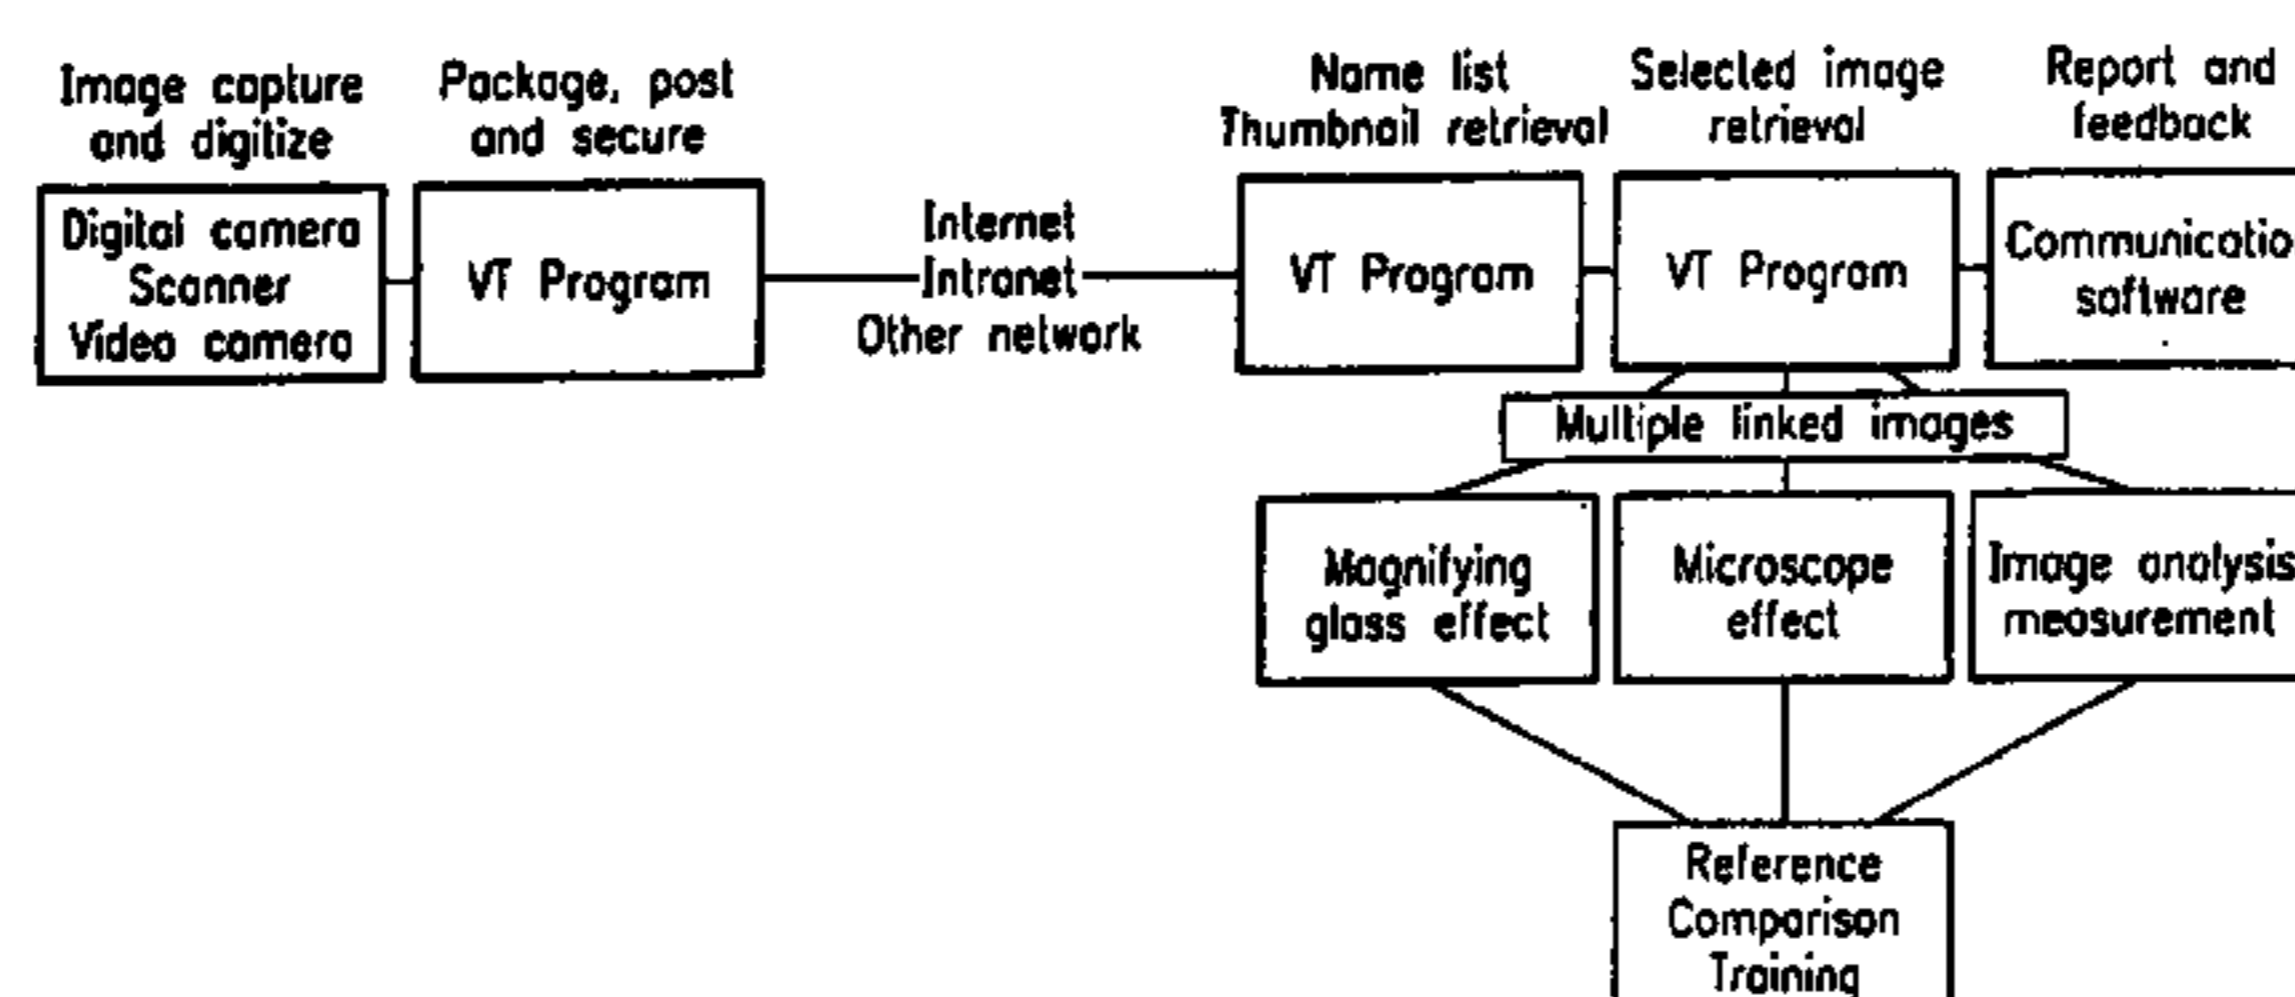 Image capture
and digitize
Package, post
and secure
Name list
Thumbnail retrieval
Selected image
retrieval
Report and
feedback
Digital camera
Scanner
Video camera
VT Program
Internet
Intranet
Other network
VT Program
VT Program
Communicatio
software
Multiple linked images
Magnifying
glass effect
Microscope
effect
Image analysis
measurement
Reference
Comparison
Training